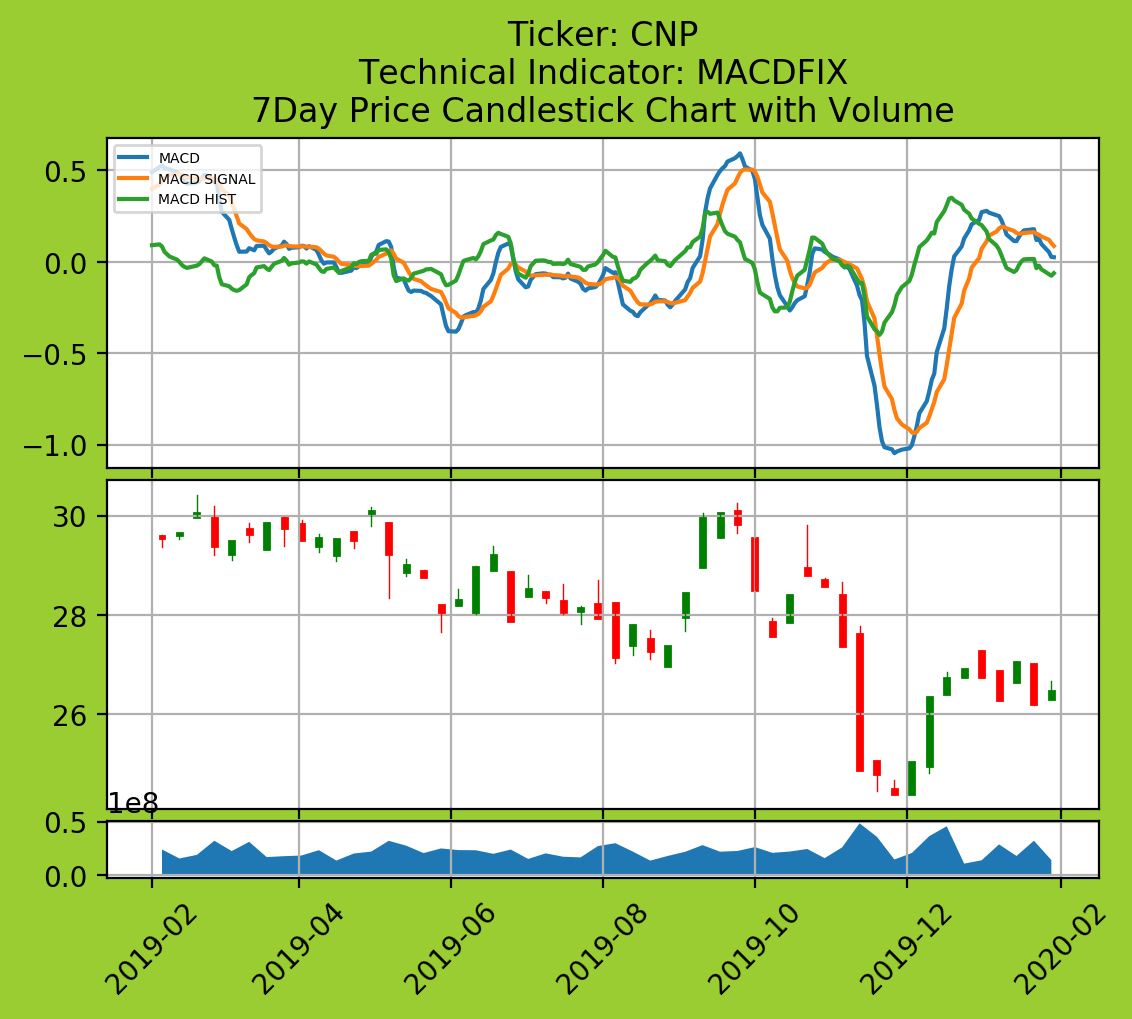 Ticker: CNP
Technical Indicator: MACDFIX
7Day Price Candlestick Chart with Volume
MACD
MACD SIGNAL
MACD HIST
0.5
0.0
−0.5
−1.0
30
28
26
1e8
0.5
0.0
2019-02
2019-04
2019-06
2019-08
2019-10
2019-12
2020-02